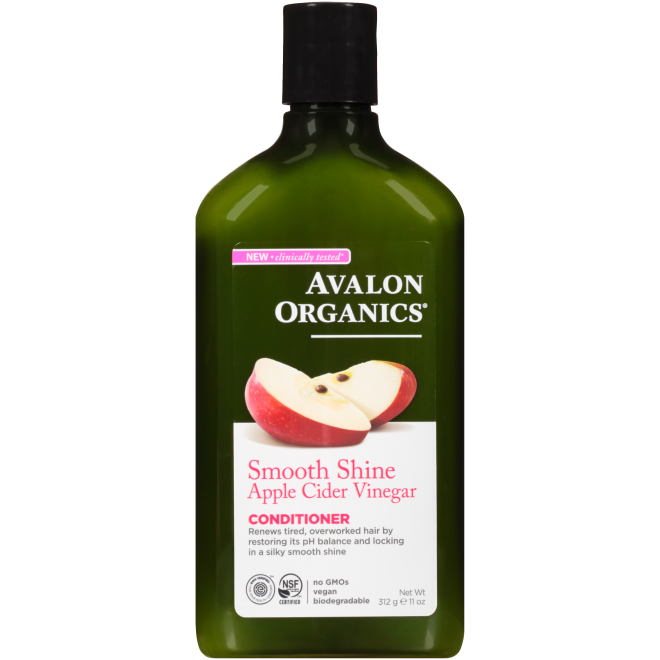 NEW • clinically tested*
AVALON
ORGANICS®
Smooth Shine
Apple Cider Vinegar
CONDITIONER
Renews tired, overworked hair by
restoring its pH balance and locking
in a silky smooth shine
NSF
CERTIFIED
no GMOs
vegan
biodegradable
Net Wt
312 g ℮ 11 oz